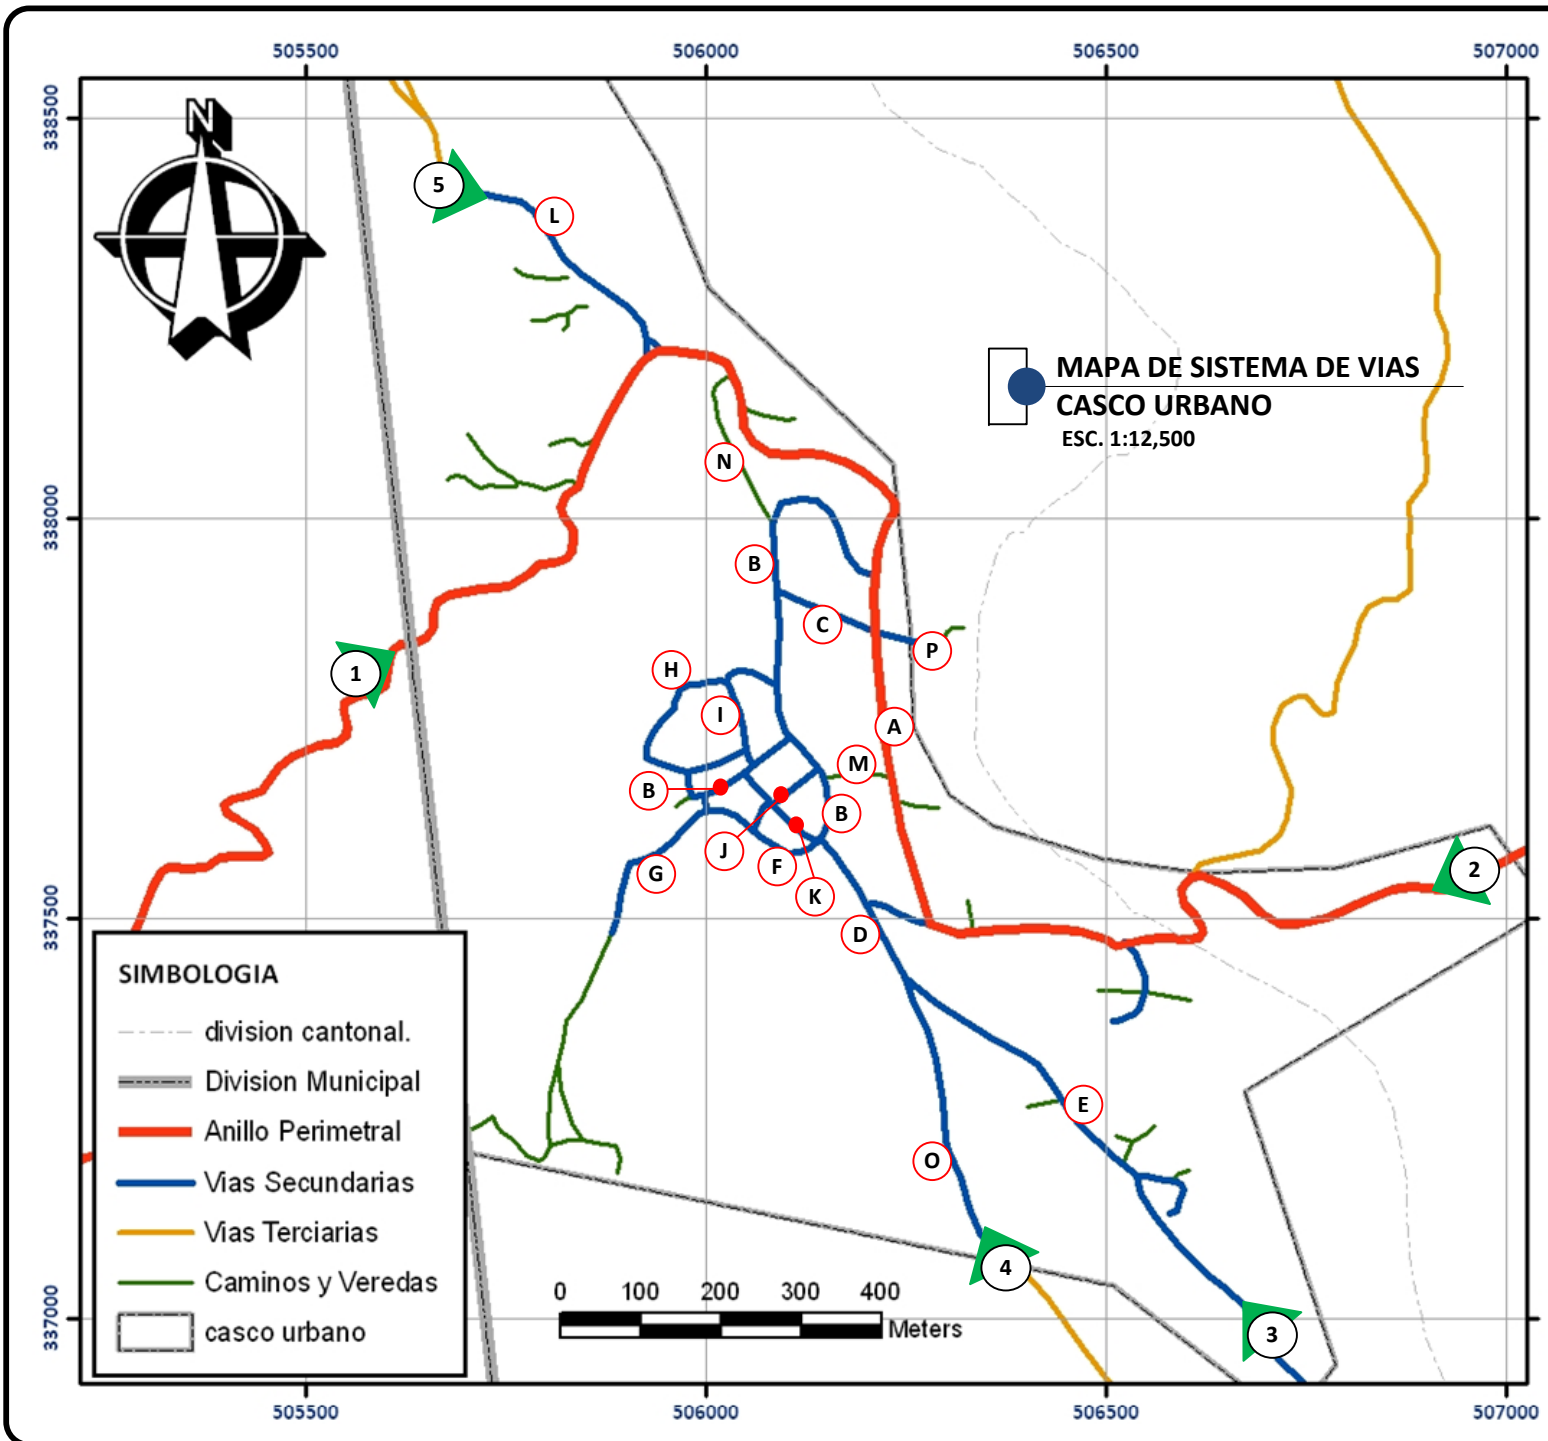 505500 506000 506500 507000
338500
N
5
L
MAPA DE SISTEMA DE VIAS
CASCO URBANO
ESC. 1:12,500
N
338000
B
C
P
H
1
I
A
M
B
B
J
F
G
K
2
D
337500
SIMBOLOGIA
division cantonal.
Division Municipal
Anillo Perimetral
Vias Secundarias
Vias Terciarias
Caminos y Veredas
casco urbano
E
O
4
0 100 200 300 400
Meters
3
337000
505500 506000 506500 507000